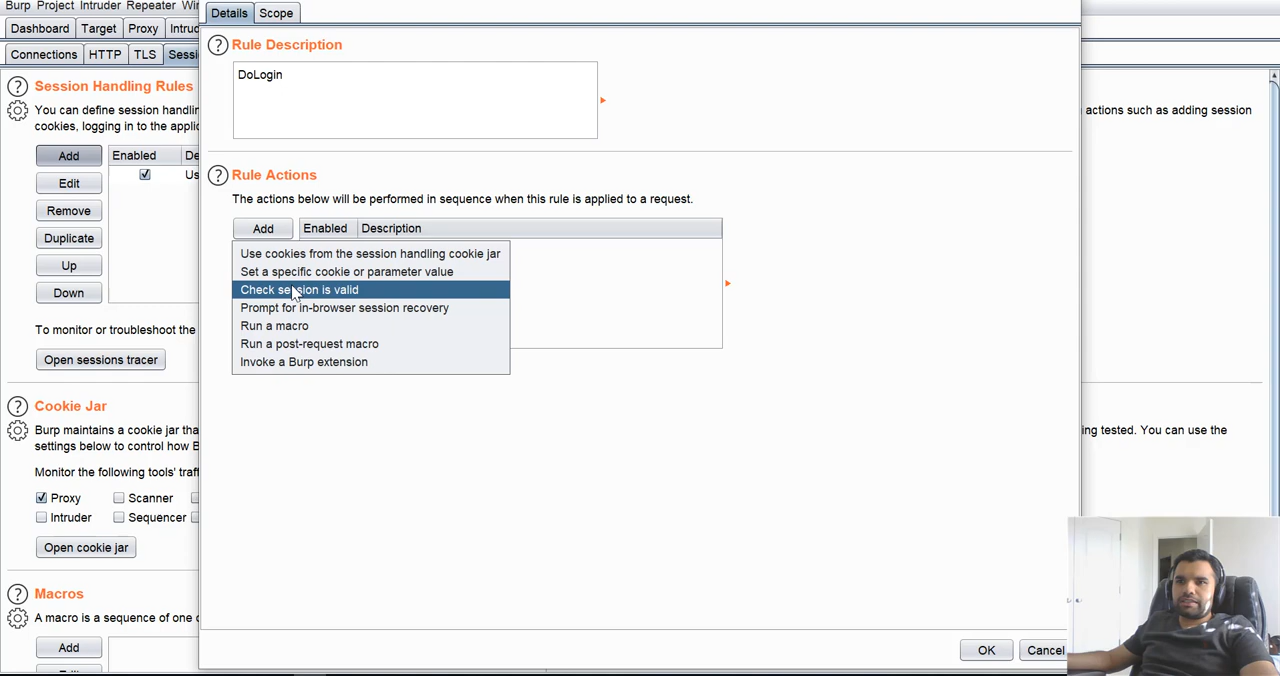 Burp Project Intruder Repeater
Dashboard Target Proxy
Connections HTTP TLS
Session Handling Rules
You can define session
cookies, logging in to the
Add
Edit
Remove
Duplicate
Up
Down
Enabled
To monitor or troubleshoot the
Open sessions tracer
Cookie Jar
Burp maintains a cookie jar
settings below to control how
Monitor the following tools'
Proxy Scanner
Intruder Sequencer
Open cookie jar
Macros
A macro is a sequence of one
Add
Details Scope
Rule Description
DoLogin
Rule Actions
The actions below will be performed in sequence when this rule is applied to a request.
Add Enabled Description
Use cookies from the session handling cookie jar
Set a specific cookie or parameter value
Check session is valid
Prompt for in-browser session recovery
Run a macro
Run a post-request macro
Invoke a Burp extension
OK Cancel
actions such as adding session
ing tested. You can use the